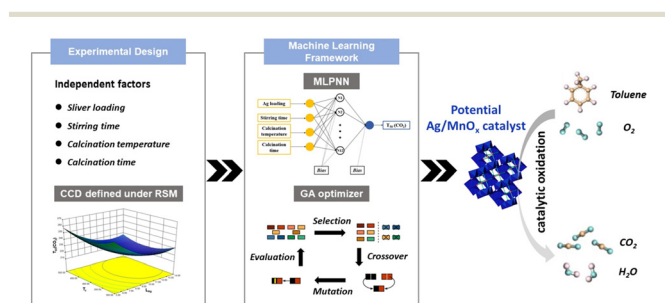 Experimental Design
Independent factors
Sliver loading
Stirring time
Calcination temperature
Calcination time
CCD defined under RSM
Machine Learning
Framework
MLPNN
Ag loading
Stirring time
Calcination
temperature
Calcination
time
Bias
Bias
GA optimizer
Selection
Crossover
Mutation
Evaluation
Potential
Ag/MnOₓ catalyst
catalytic oxidation
Toluene
O₂
CO₂
H₂O